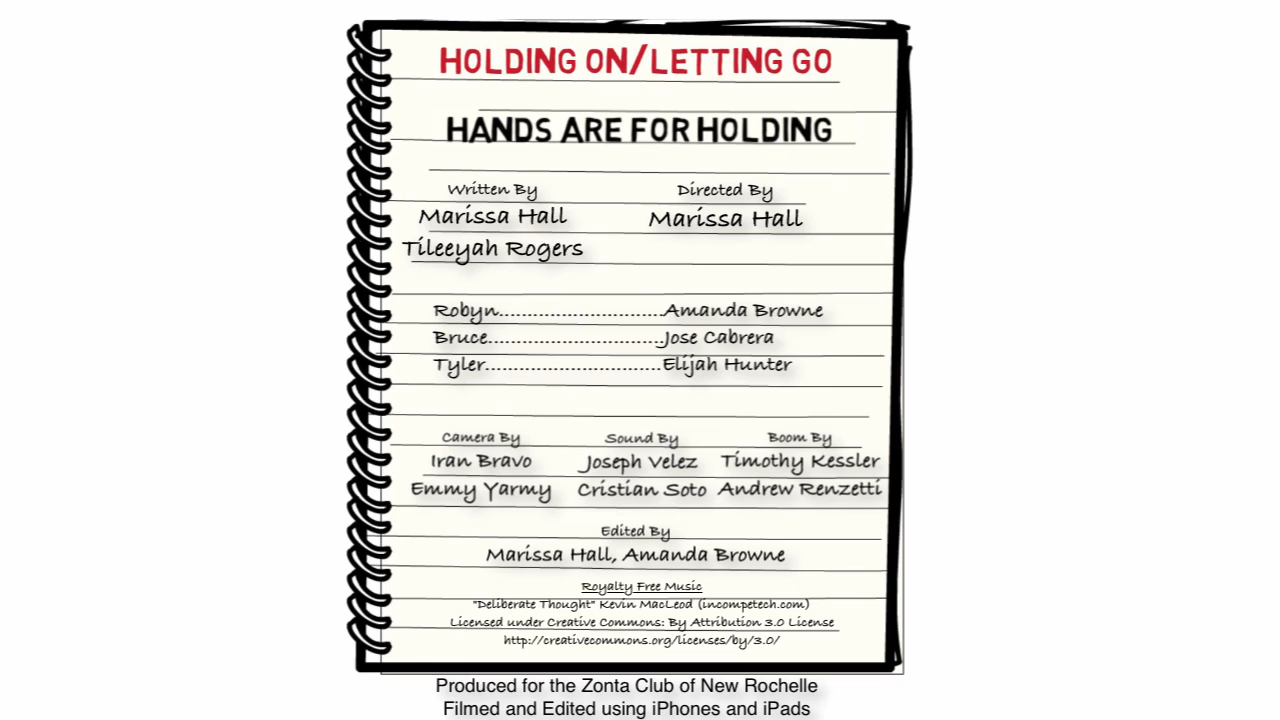 HOLDING ON/LETTING GO
HANDS ARE FOR HOLDING
Written By Directed By
Marissa Hall Marissa Hall
Tileeyah Rogers
Robyn..............................Amanda Browne
Bruce...............................Jose Cabrera
Tyler................................Elijah Hunter
Camera By Sound By Boom By
Iran Bravo Joseph Velez Timothy Kessler
Emmy Yarmy Cristian Soto Andrew Renzetti
Edited By
Marissa Hall, Amanda Browne
Royalty Free Music
"Deliberate Thought" Kevin MacLeod (incompetech.com)
Licensed under Creative Commons: By Attribution 3.0 License
http://creativecommons.org/licenses/by/3.0/
Produced for the Zonta Club of New Rochelle
Filmed and Edited using iPhones and iPads